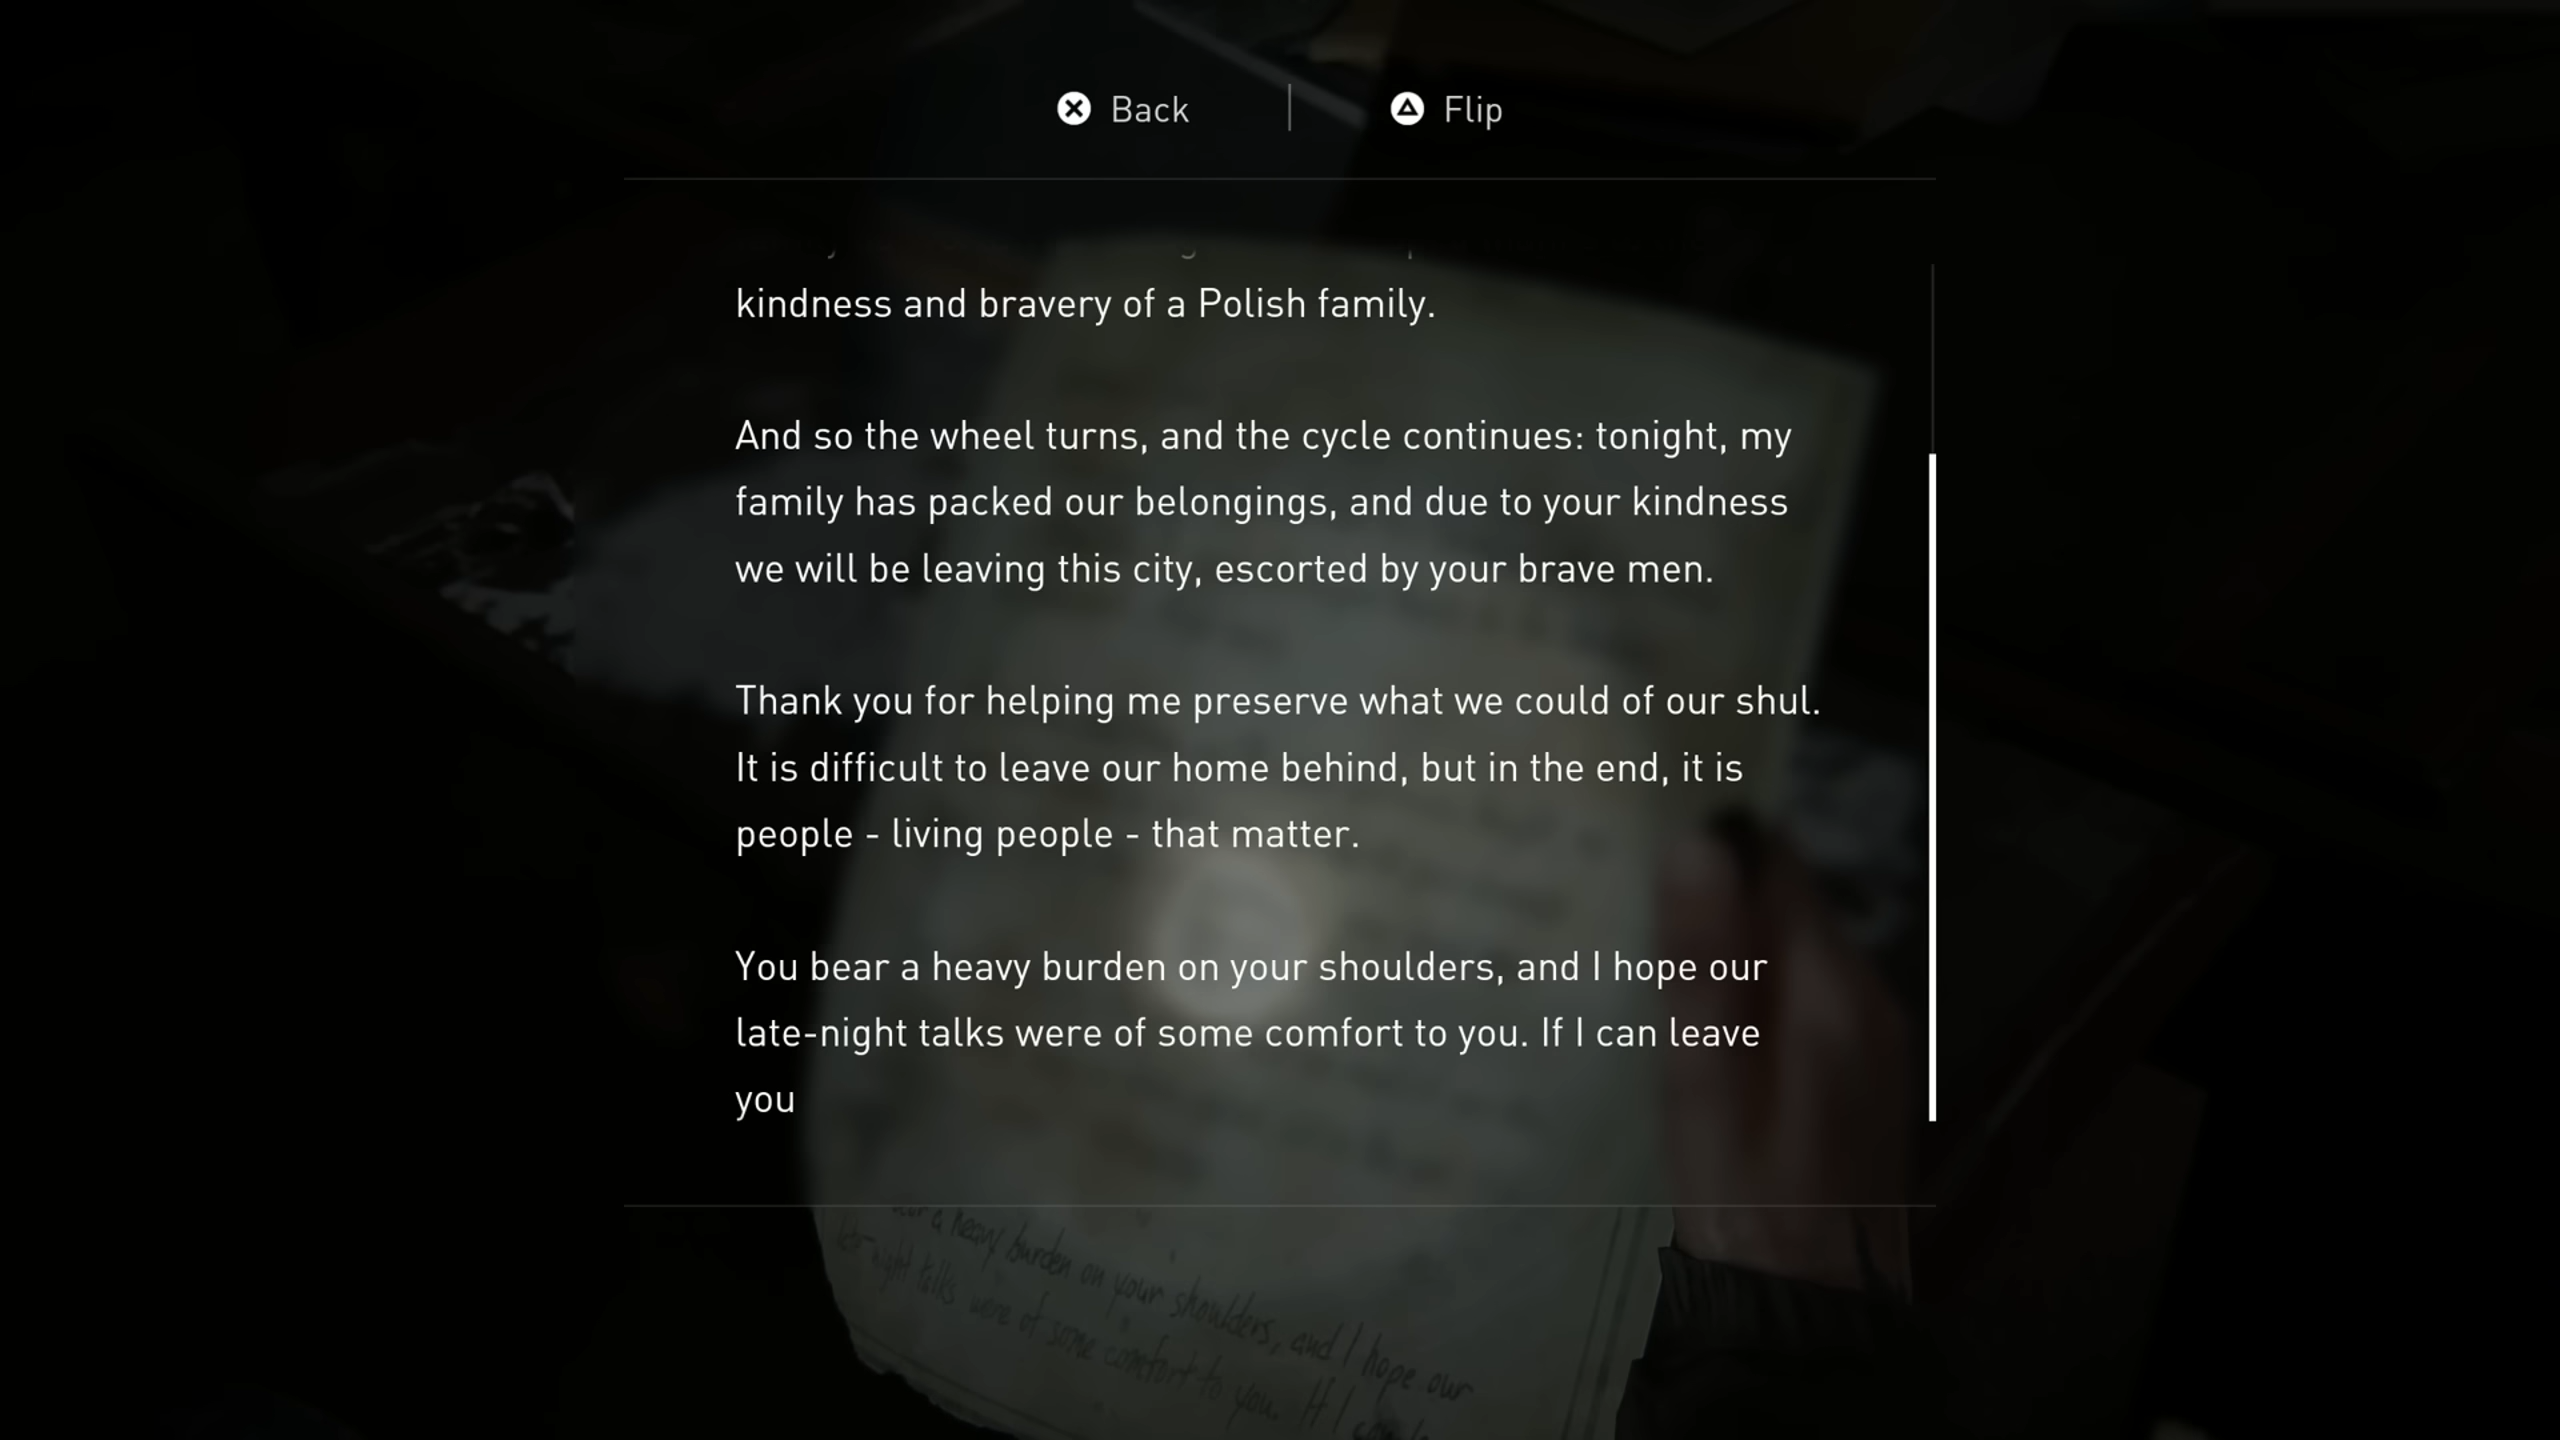 Back
Flip
kindness and bravery of a Polish family.
And so the wheel turns, and the cycle continues: tonight, my
family has packed our belongings, and due to your kindness
we will be leaving this city, escorted by your brave men.
Thank you for helping me preserve what we could of our shul.
It is difficult to leave our home behind, but in the end, it is
people - living people - that matter.
You bear a heavy burden on your shoulders, and I hope our
late-night talks were of some comfort to you. If I can leave
you
a heavy burden on your shoulders, and I hope our
late-night talks were of some comfort to you. If I